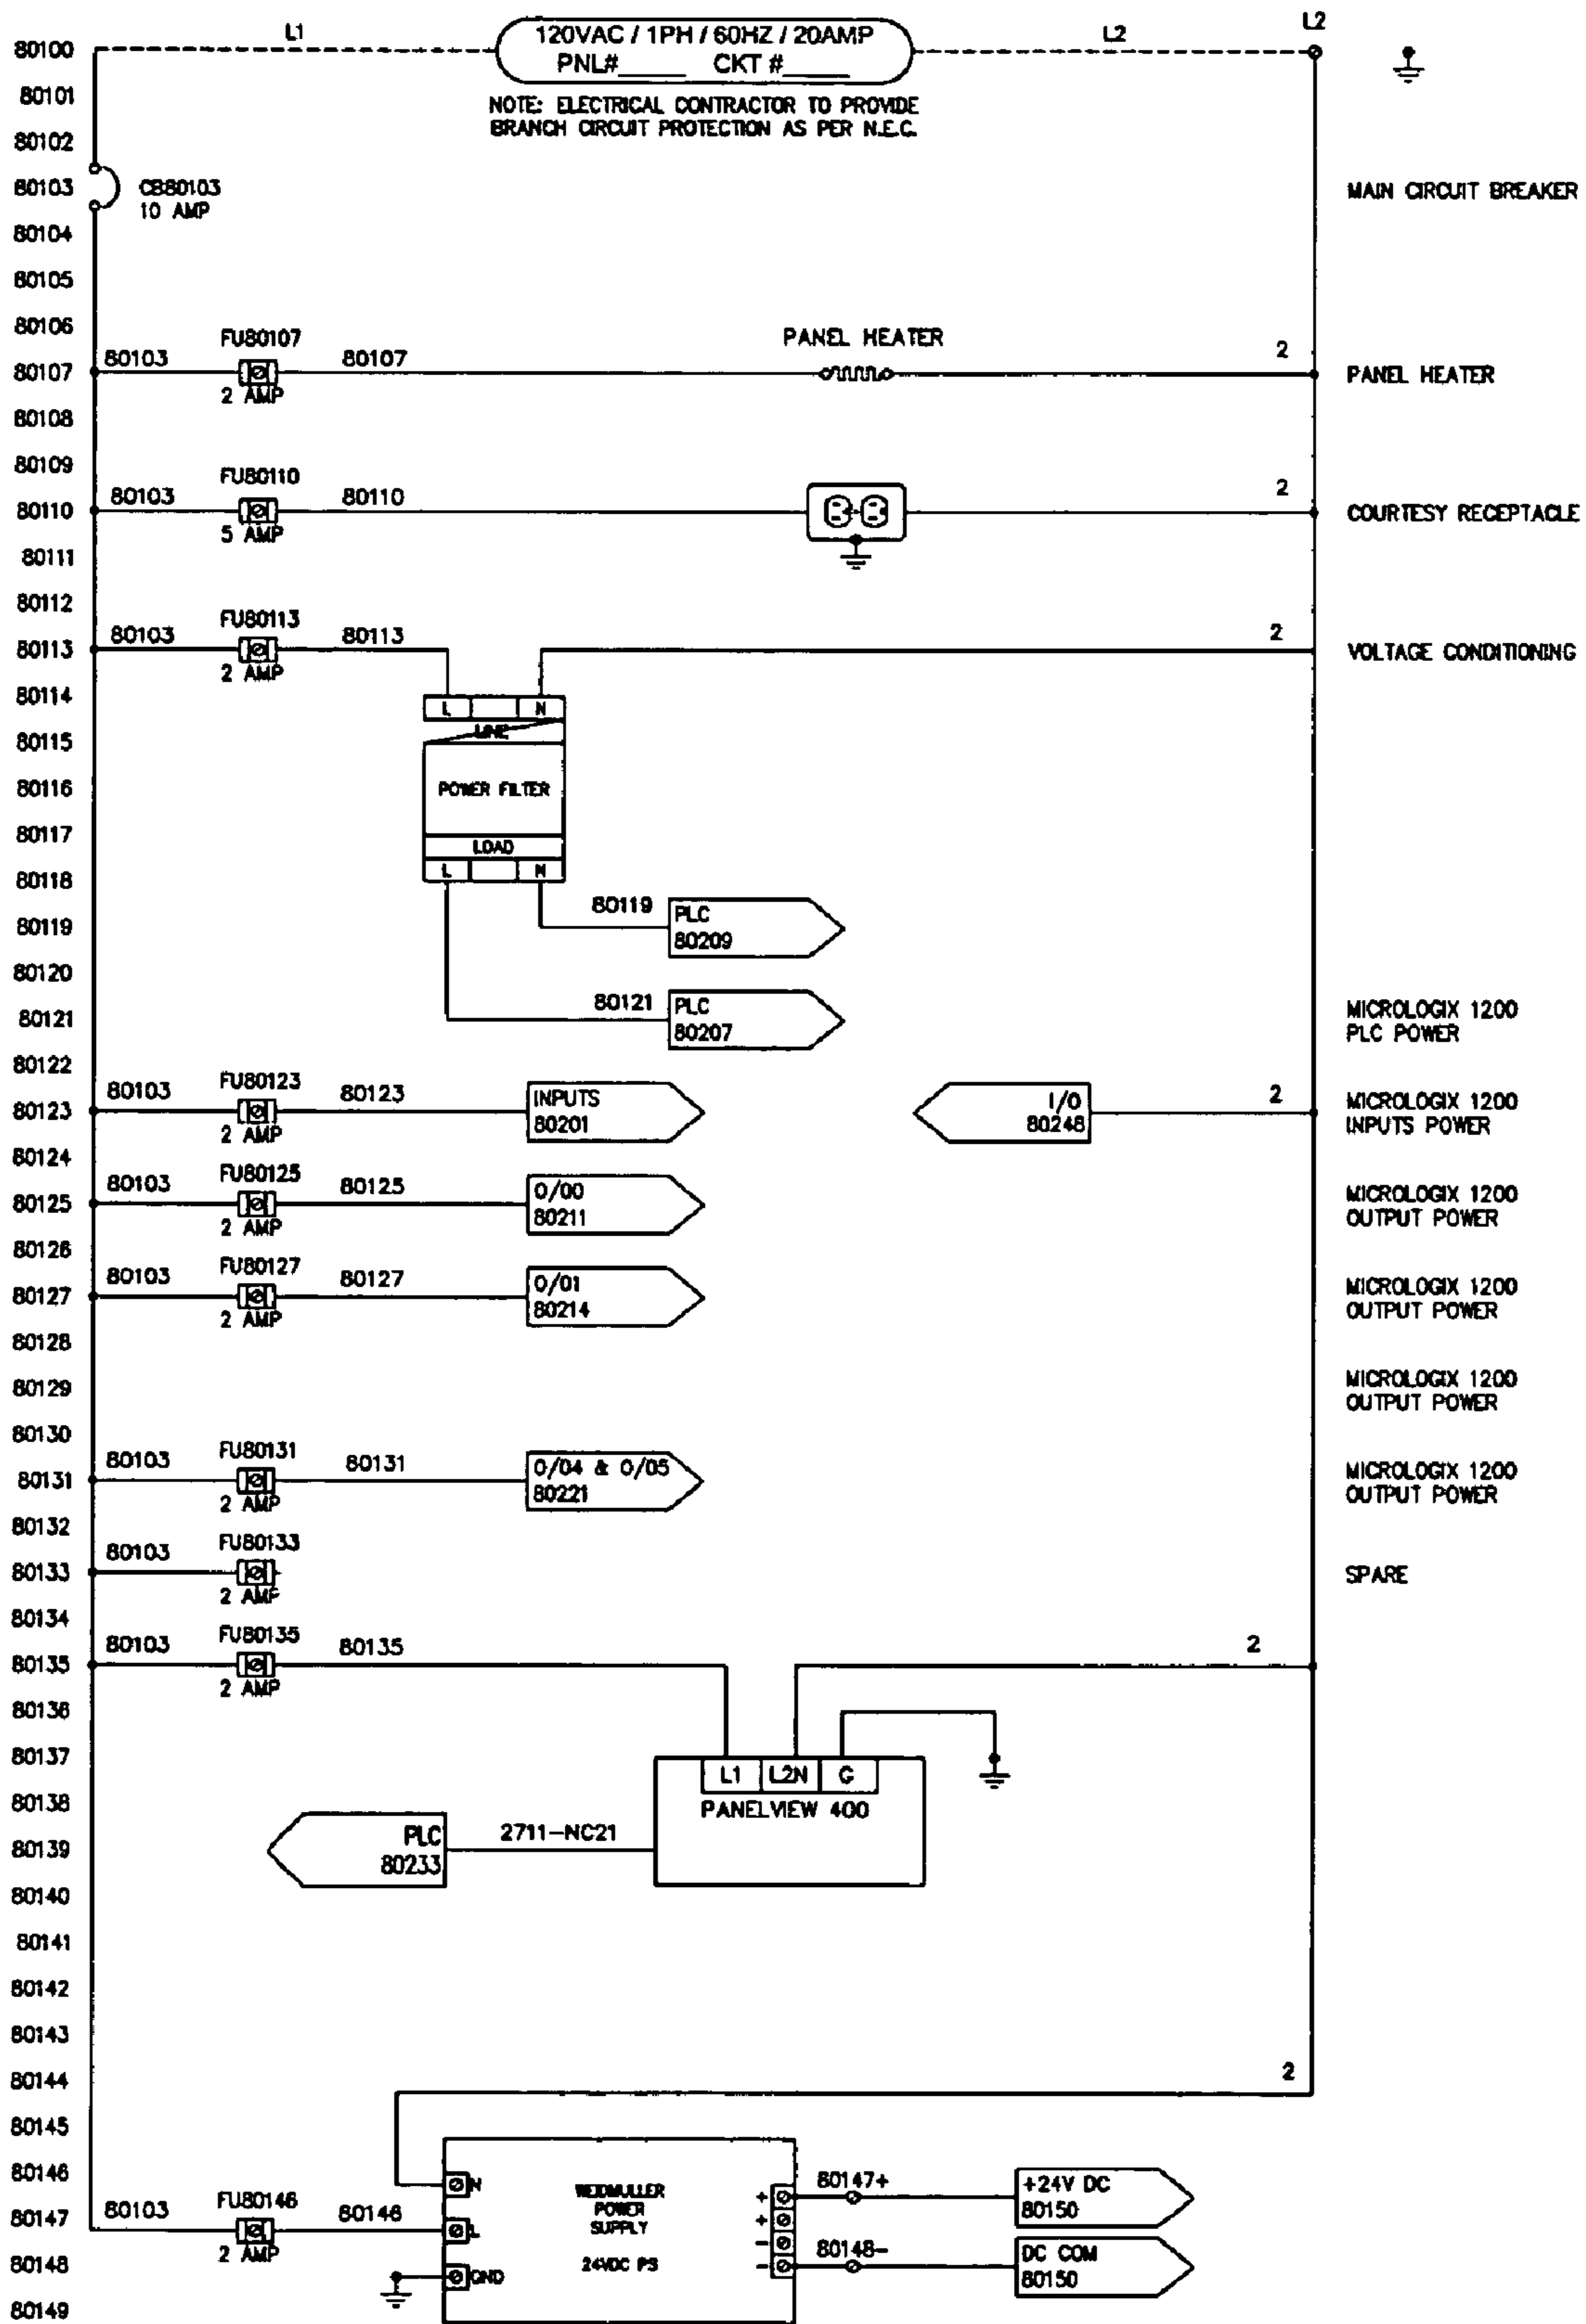 L1
120VAC / 1PH / 60HZ / 20AMP
L2
L2
80100
PNL#_____ CKT #_____
80101
NOTE: ELECTRICAL CONTRACTOR TO PROVIDE
BRANCH CIRCUIT PROTECTION AS PER N.E.C.
80102
80103
CB80103
10 AMP
MAIN CIRCUIT BREAKER
80104
80105
80106
FU80107
PANEL HEATER
80103
80107
2
80107
2 AMP
PANEL HEATER
80108
80109
FU80110
80103
80110
2
80110
5 AMP
COURTESY RECEPTACLE
80111
80112
FU80113
80103
80113
2
80113
2 AMP
VOLTAGE CONDITIONING
80114
L N
80115
LINE
80116
POWER FILTER
80117
LOAD
80118
L N
80119
80119
PLC
80209
80120
80121
80121
PLC
80207
MICROLOGIX 1200
PLC POWER
80122
FU80123
80103
80123
80123
2 AMP
INPUTS
80201
I/O
80248
2
MICROLOGIX 1200
INPUTS POWER
80124
FU80125
80103
80125
80125
2 AMP
O/00
80211
MICROLOGIX 1200
OUTPUT POWER
80126
FU80127
80103
80127
80127
2 AMP
O/01
80214
MICROLOGIX 1200
OUTPUT POWER
80128
80129
MICROLOGIX 1200
OUTPUT POWER
80130
FU80131
80103
80131
80131
2 AMP
O/04 & O/05
80221
MICROLOGIX 1200
OUTPUT POWER
80132
FU80133
80103
80133
2 AMP
SPARE
80134
FU80135
80103
80135
2
80135
2 AMP
80136
80137
L1 L2N G
80138
PANELVIEW 400
80139
PLC
80233
2711-NC21
80140
80141
80142
80143
80144
2
80145
80146
N
WEIDMULLER
POWER
SUPPLY
24VDC PS
80147+
+24V DC
80150
80147
80103
FU80146
2 AMP
80146
L
+
+
-
-
80148
GND
80148-
DC COM
80150
80149